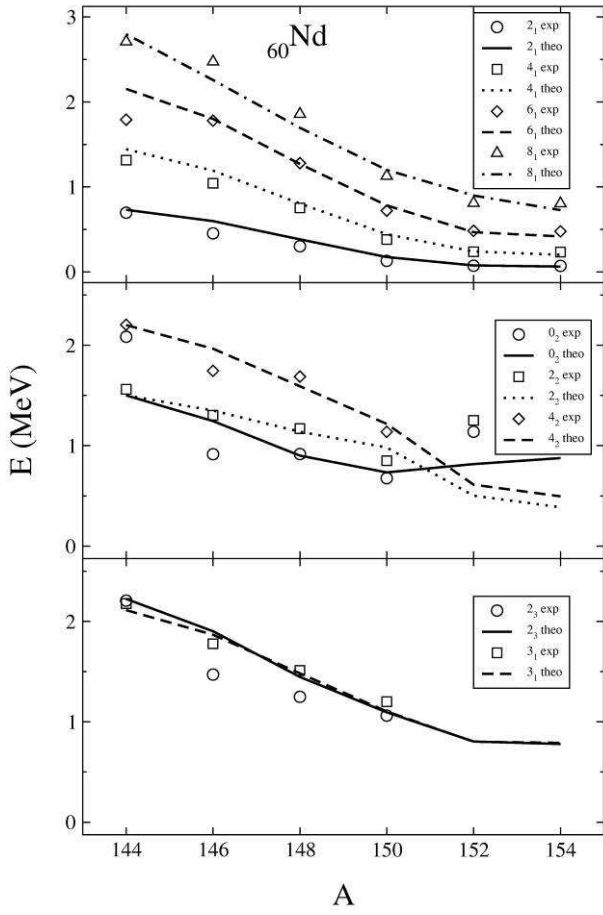 ₆₀Nd
3
2
1
0
2₁ exp
2₁ theo
4₁ exp
4₁ theo
6₁ exp
6₁ theo
8₁ exp
8₁ theo
E (MeV)
2
1
0
0₂ exp
0₂ theo
2₂ exp
2₂ theo
4₂ exp
4₂ theo
2
1
0
2₃ exp
2₃ theo
3₁ exp
3₁ theo
144 146 148 150 152 154
A